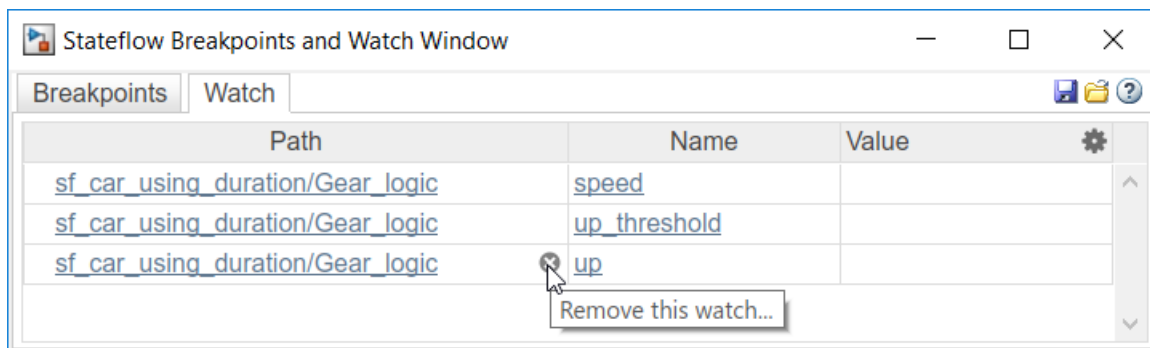 Stateflow Breakpoints and Watch Window
Breakpoints Watch
Path Name Value
sf_car_using_duration/Gear_logic speed
sf_car_using_duration/Gear_logic up_threshold
sf_car_using_duration/Gear_logic up
Remove this watch...